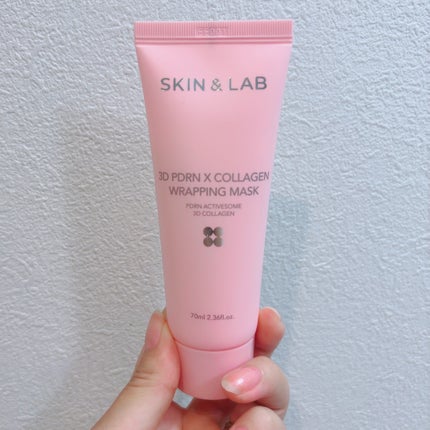 SKIN & LAB
3D PDRN X COLLAGEN
WRAPPING MASK
PDRN ACTIVESOME
3D COLLAGEN
70ml 2.36fl.oz.